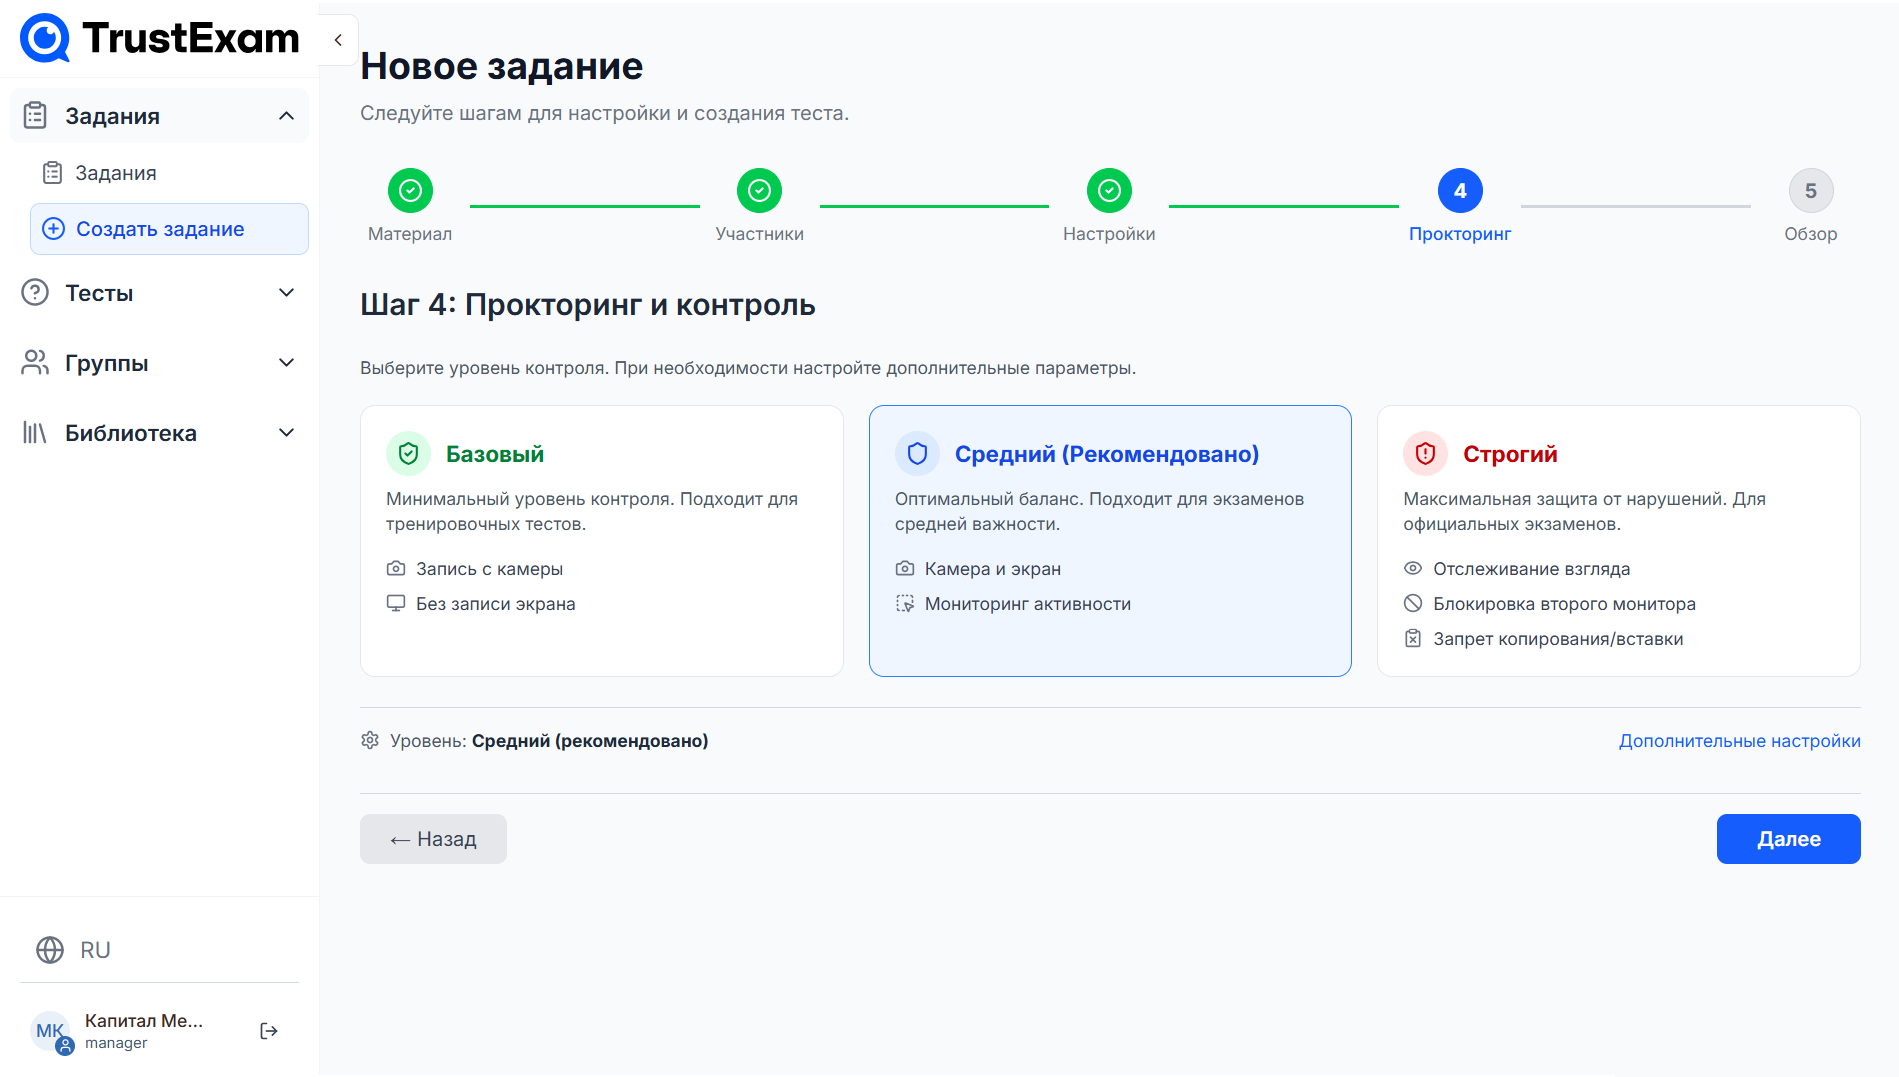 TrustExam
Задания
Задания
Создать задание
Тесты
Группы
Библиотека
RU
МК
Капитал Ме...
manager
Новое задание
Следуйте шагам для настройки и создания теста.
Материал
Участники
Настройки
4
Прокторинг
5
Обзор
Шаг 4: Прокторинг и контроль
Выберите уровень контроля. При необходимости настройте дополнительные параметры.
Базовый
Минимальный уровень контроля. Подходит для
тренировочных тестов.
Запись с камеры
Без записи экрана
Средний (Рекомендовано)
Оптимальный баланс. Подходит для экзаменов
средней важности.
Камера и экран
Мониторинг активности
Строгий
Максимальная защита от нарушений. Для
официальных экзаменов.
Отслеживание взгляда
Блокировка второго монитора
Запрет копирования/вставки
Уровень: Средний (рекомендовано)
Дополнительные настройки
← Назад
Далее